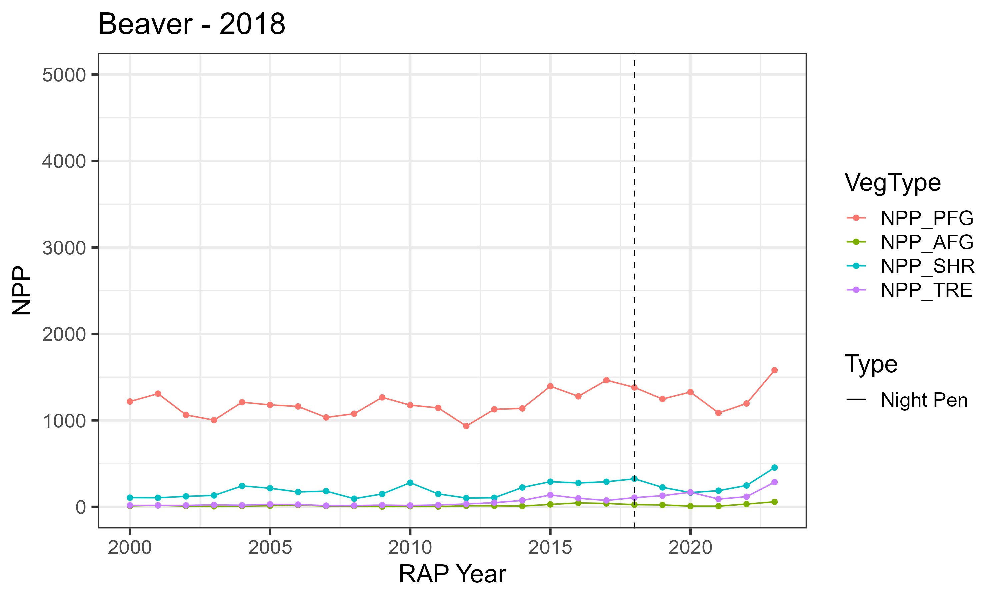 Beaver - 2018
5000
4000
3000
2000
1000
0
NPP
2000 2005 2010 2015 2020
RAP Year
VegType
NPP_PFG
NPP_AFG
NPP_SHR
NPP_TRE
Type
Night Pen